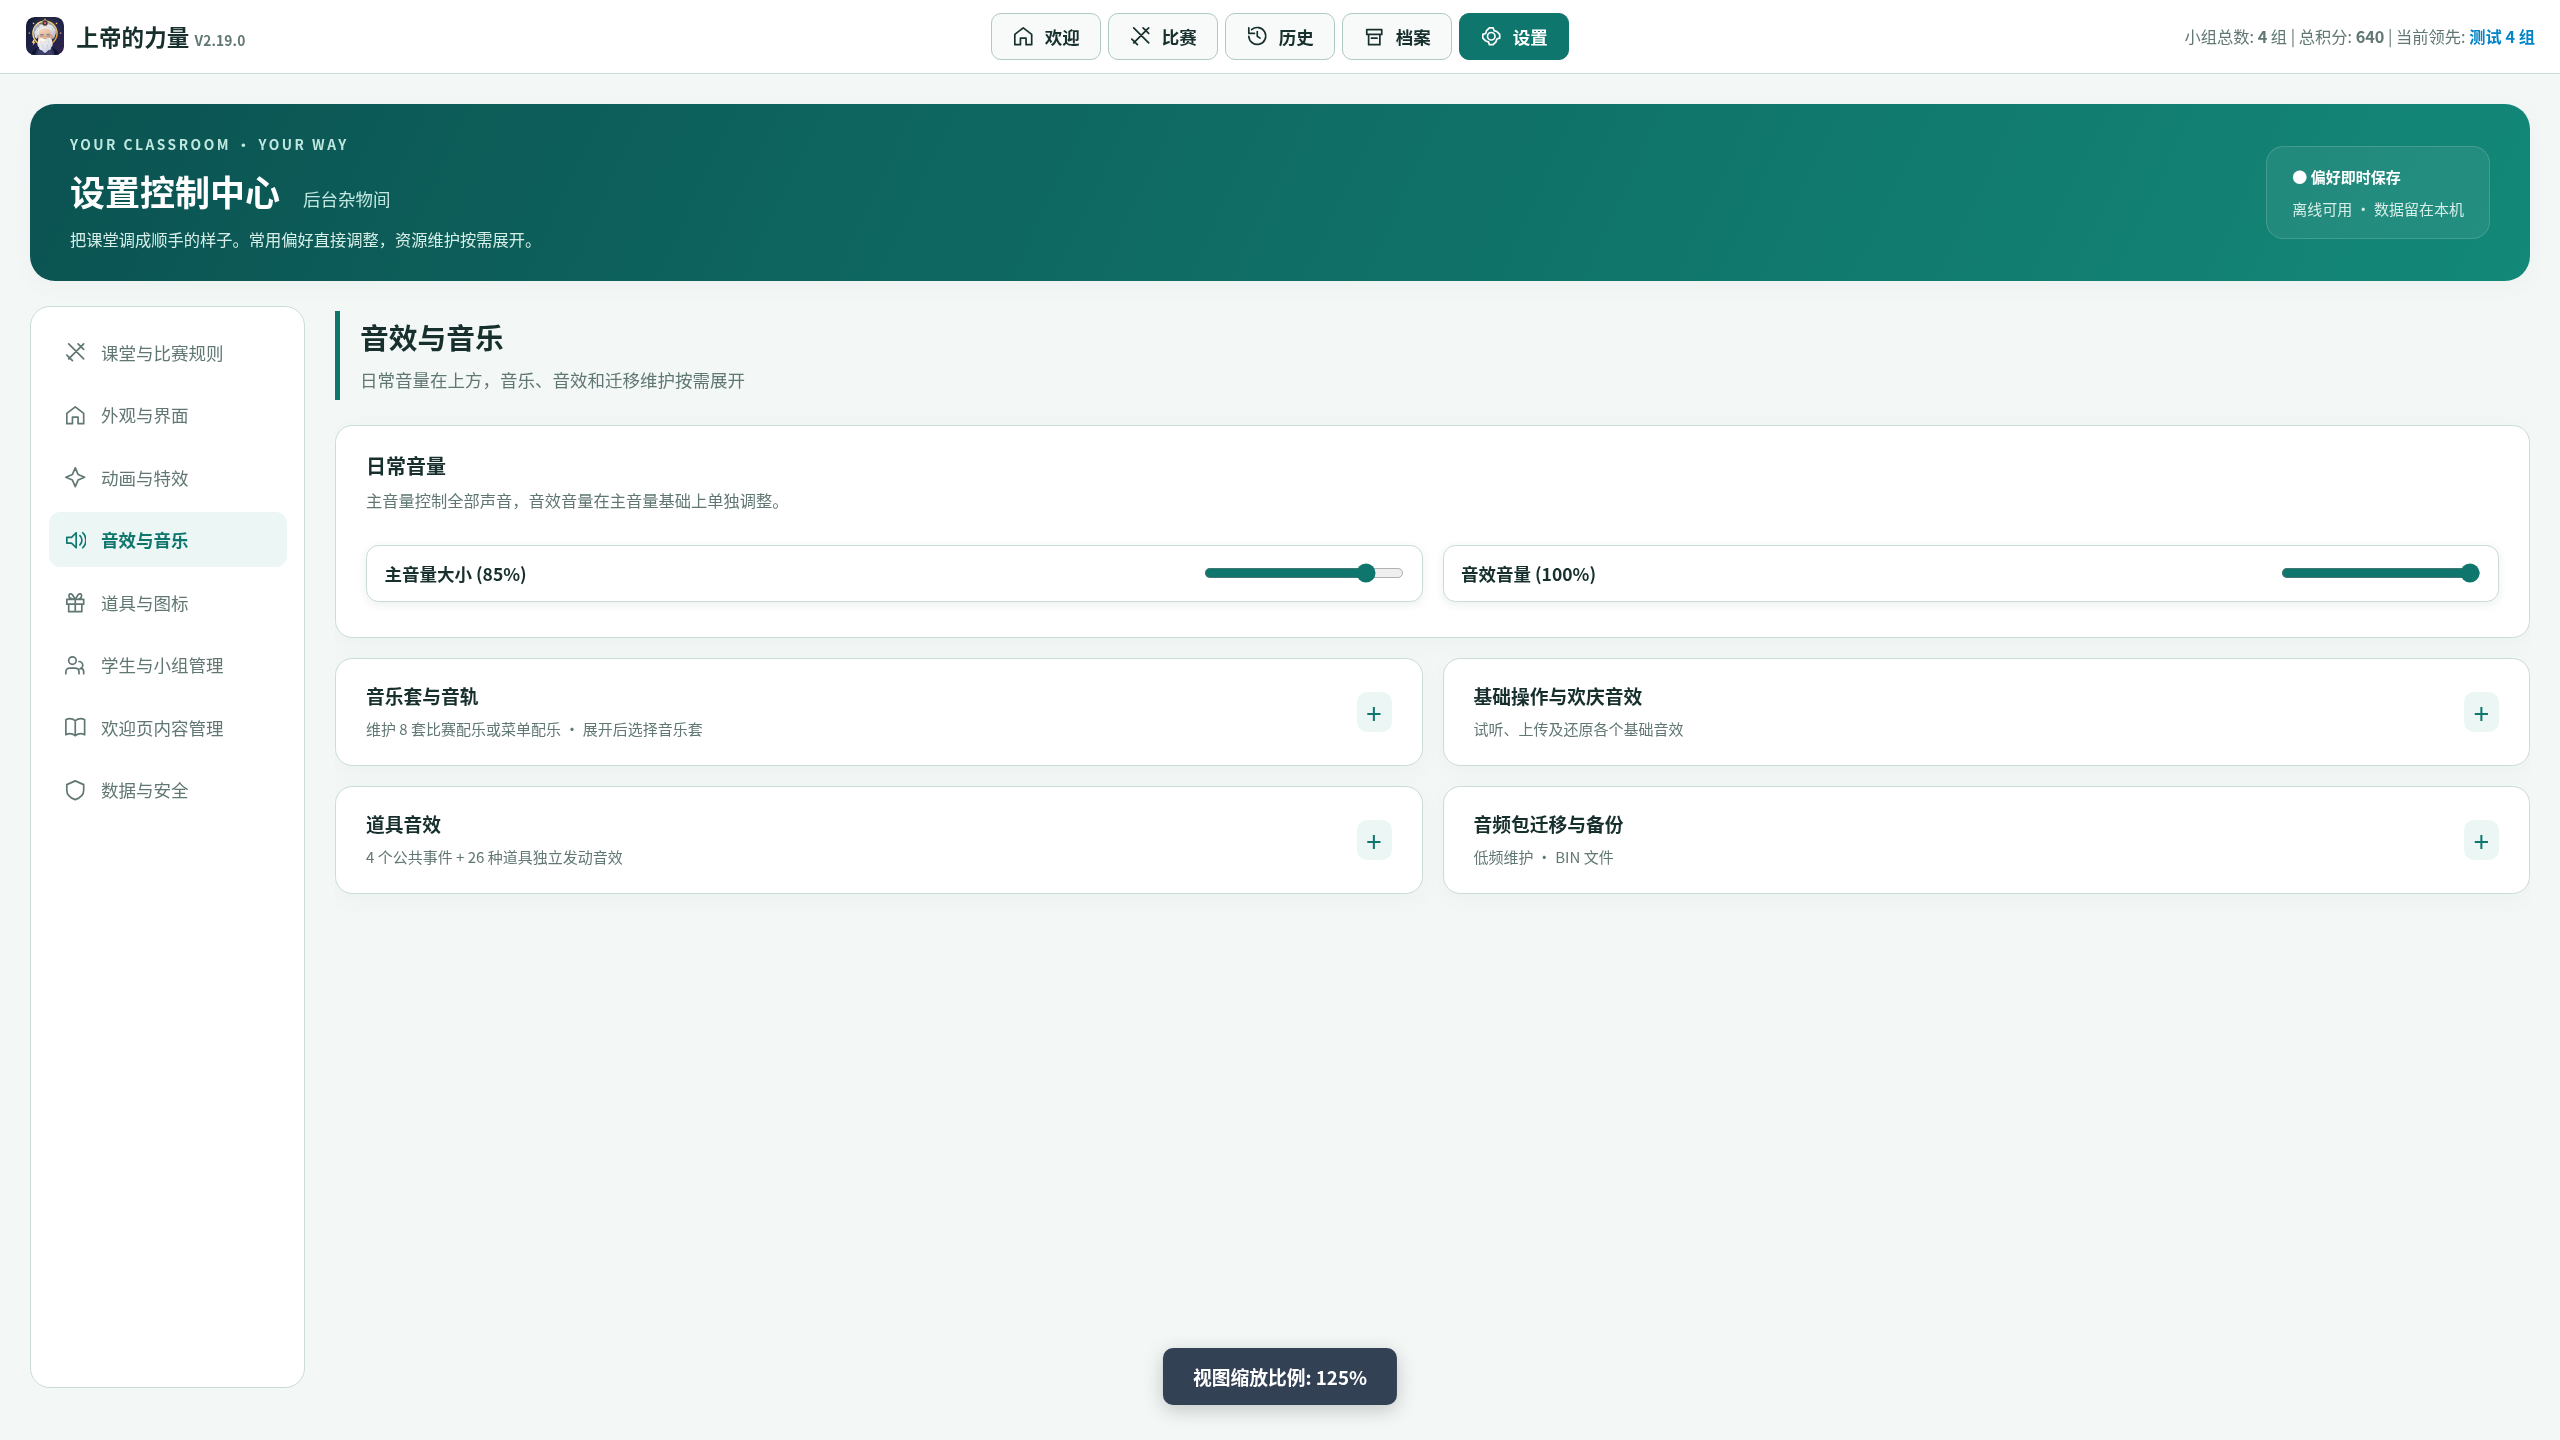 上帝的力量 V2.19.0
欢迎
比赛
历史
档案
设置
小组总数: 4 组 | 总积分: 640 | 当前领先: 测试 4 组
YOUR CLASSROOM • YOUR WAY
设置控制中心 后台杂物间
把课堂调成顺手的样子。常用偏好直接调整，资源维护按需展开。
偏好即时保存
离线可用 • 数据留在本机
课堂与比赛规则
外观与界面
动画与特效
音效与音乐
道具与图标
学生与小组管理
欢迎页内容管理
数据与安全
音效与音乐
日常音量在上方，音乐、音效和迁移维护按需展开
日常音量
主音量控制全部声音，音效音量在主音量基础上单独调整。
主音量大小 (85%)
音效音量 (100%)
音乐套与音轨
维护 8 套比赛配乐或菜单配乐 • 展开后选择音乐套
+
基础操作与欢庆音效
试听、上传及还原各个基础音效
+
道具音效
4 个公共事件 + 26 种道具独立发动音效
+
音频包迁移与备份
低频维护 • BIN 文件
+
视图缩放比例: 125%